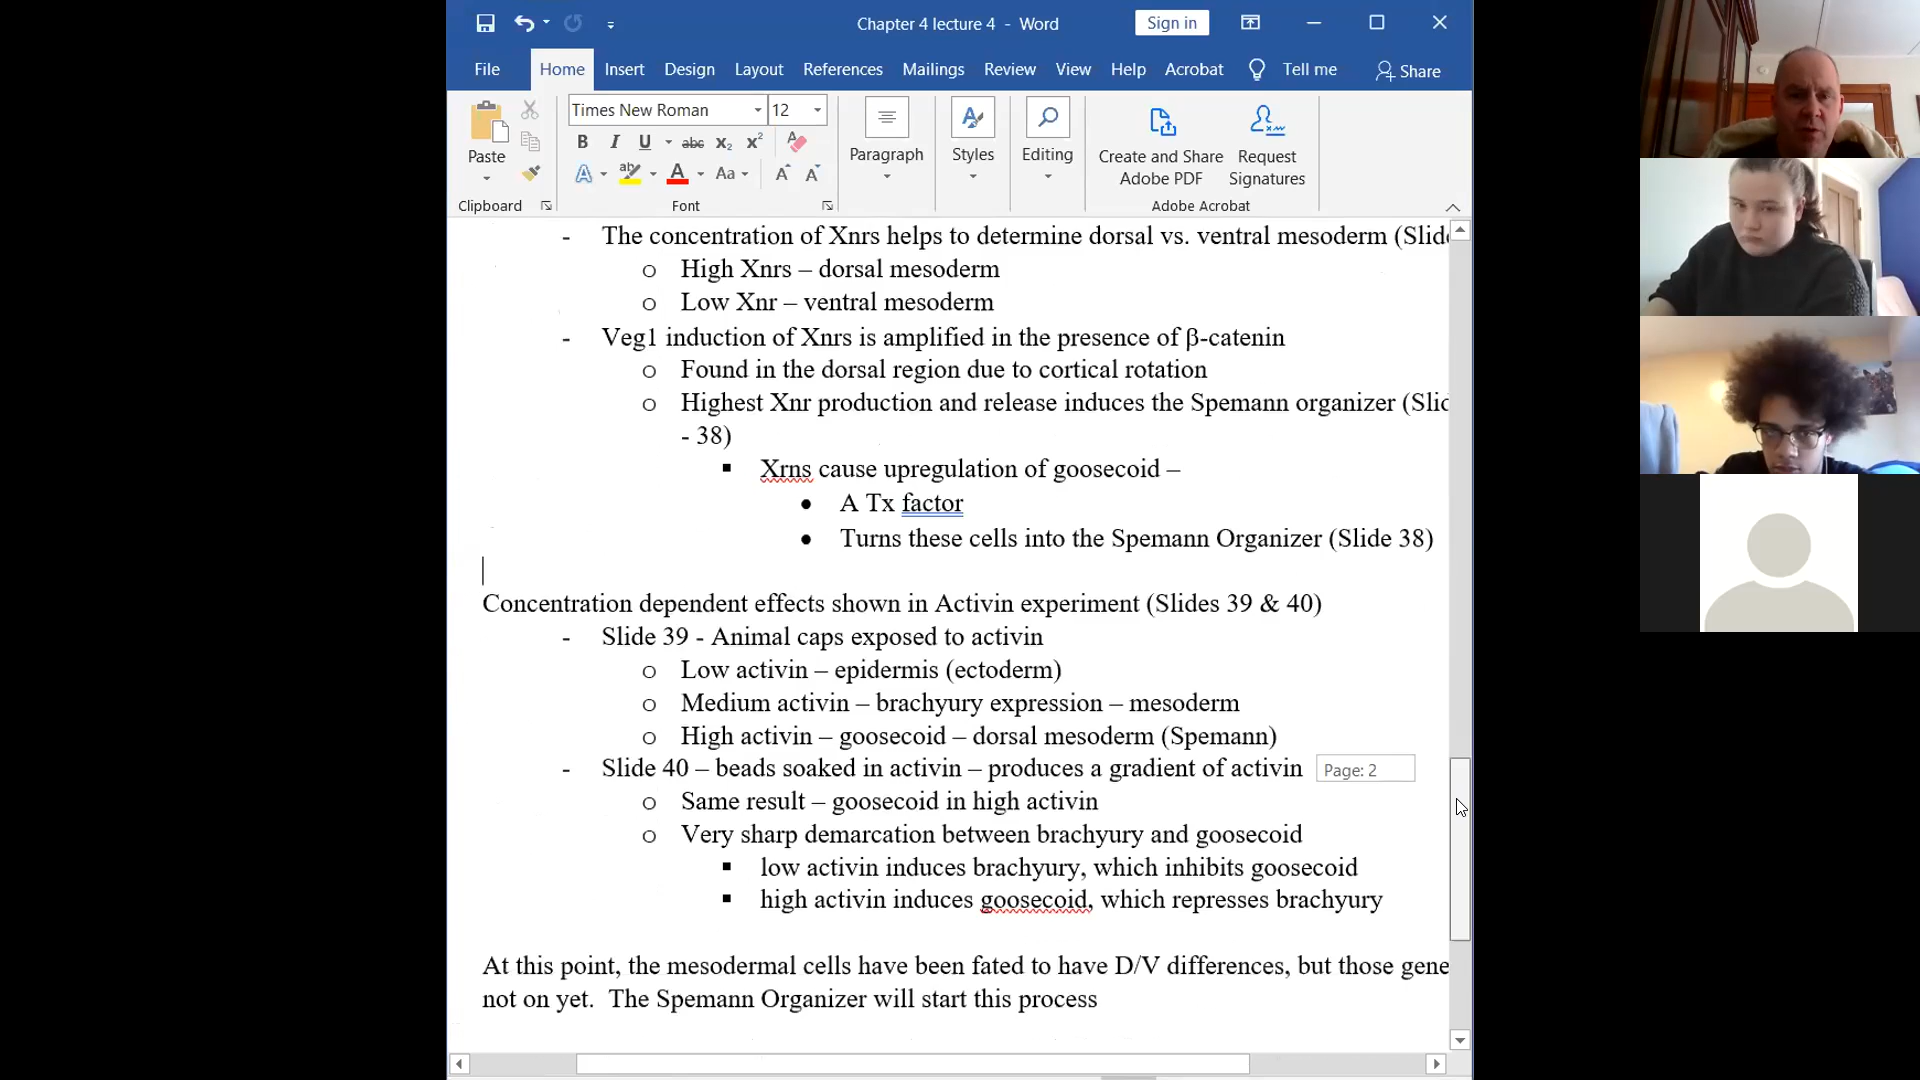 Chapter 4 lecture 4 - Word
Sign in
File Home Insert Design Layout References Mailings Review View Help Acrobat Tell me Share
Times New Roman 12
Paste
B I U abc x₂ x²
A ab A Aa A A
Paragraph
Styles
Editing
Create and Share
Adobe PDF
Request
Signatures
Clipboard
Font
Adobe Acrobat
- The concentration of Xnrs helps to determine dorsal vs. ventral mesoderm (Slid
o High Xnrs – dorsal mesoderm
o Low Xnr – ventral mesoderm
- Veg1 induction of Xnrs is amplified in the presence of β-catenin
o Found in the dorsal region due to cortical rotation
o Highest Xnr production and release induces the Spemann organizer (Slid
- 38)
▪ Xrns cause upregulation of goosecoid –
• A Tx factor
• Turns these cells into the Spemann Organizer (Slide 38)
Concentration dependent effects shown in Activin experiment (Slides 39 & 40)
- Slide 39 - Animal caps exposed to activin
o Low activin – epidermis (ectoderm)
o Medium activin – brachyury expression – mesoderm
o High activin – goosecoid – dorsal mesoderm (Spemann)
- Slide 40 – beads soaked in activin – produces a gradient of activin
Page: 2
o Same result – goosecoid in high activin
o Very sharp demarcation between brachyury and goosecoid
▪ low activin induces brachyury, which inhibits goosecoid
▪ high activin induces goosecoid, which represses brachyury
At this point, the mesodermal cells have been fated to have D/V differences, but those gene
not on yet. The Spemann Organizer will start this process